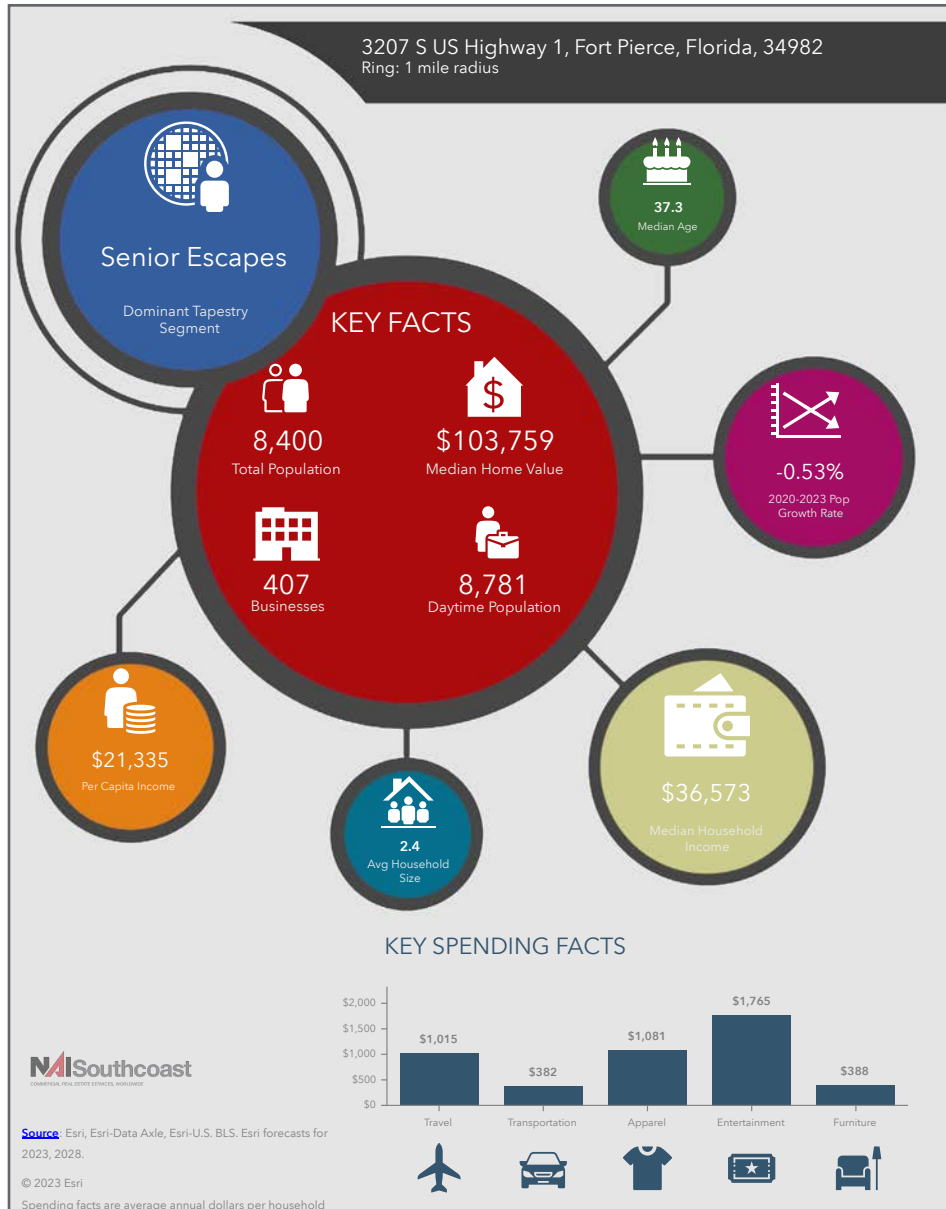 3207 S US Highway 1, Fort Pierce, Florida, 34982
Ring: 1 mile radius
Senior Escapes
Dominant Tapestry
Segment
37.3
Median Age
KEY FACTS
8,400
Total Population
$
$103,759
Median Home Value
407
Businesses
8,781
Daytime Population
-0.53%
2020-2023 Pop
Growth Rate
$21,335
Per Capita Income
2.4
Avg Household
Size
$36,573
Median Household
Income
KEY SPENDING FACTS
$2,000
$1,500
$1,000
$500
$0
$1,015
$382
$1,081
$1,765
$388
Travel
Transportation
Apparel
Entertainment
Furniture
NAISouthcoast
COMMERCIAL REAL ESTATE SERVICES, WORLDWIDE
Source: Esri, Esri-Data Axle, Esri-U.S. BLS. Esri forecasts for
2023, 2028.
© 2023 Esri
Spending facts are average annual dollars per household